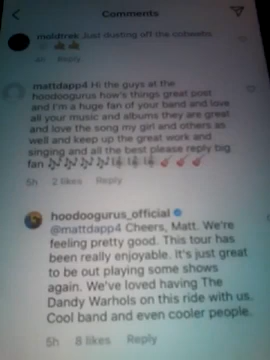 Comments
moldtrek Just dusting off the cobwebs
Reply
mattdapp4 Hi the guys at the
hoodoogurus how's things great post
and I'm a huge fan of your band and love
all your music and albums they are great
and love the song my girl and others as
well and keep up the great work and
singing and all the best please reply big
fan 🎶🎶🎶🎶🎼🎼🎼🎸🎸🎸
5h 2 likes Reply
hoodoogurus_official
@mattdapp4 Cheers, Matt. We're
feeling pretty good. This tour has
been really enjoyable. It's just great
to be out playing some shows
again. We've loved having The
Dandy Warhols on this ride with us.
Cool band and even cooler people.
5h 8 likes Reply